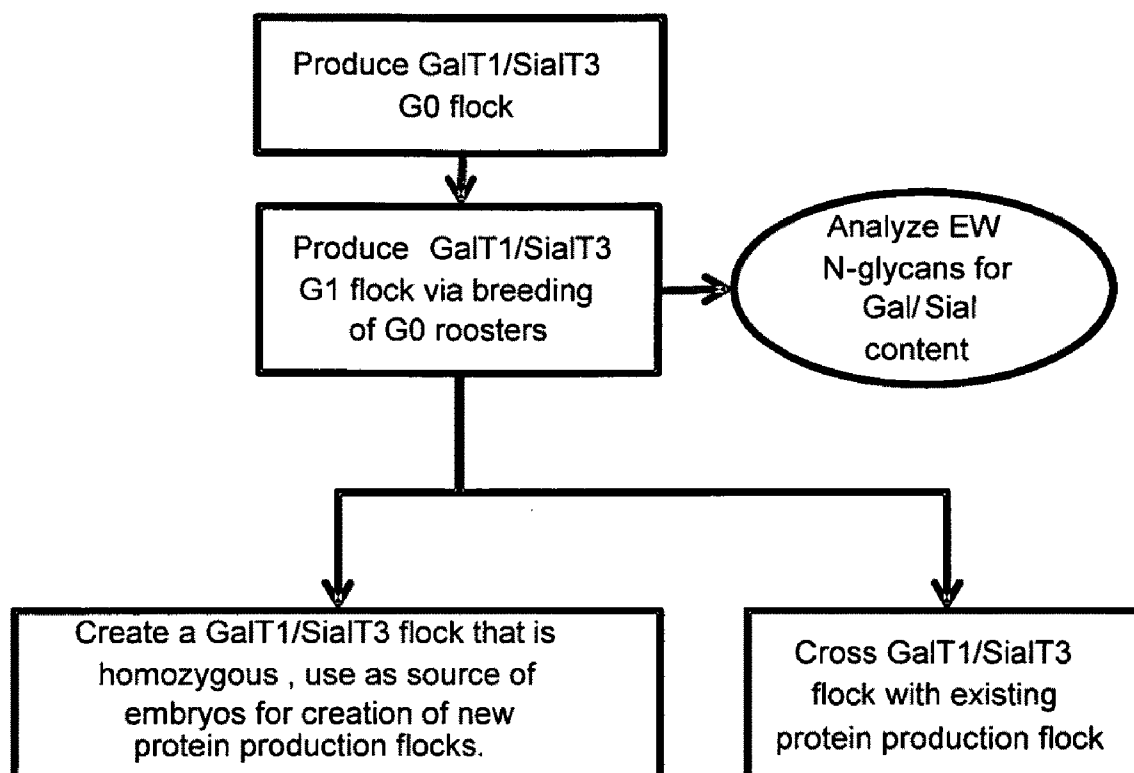 Produce GalT1/SialT3
G0 flock
Produce GalT1/SialT3
G1 flock via breeding
of G0 roosters
Analyze EW
N-glycans for
Gal/ Sial
content
Create a GalT1/SialT3 flock that is
homozygous , use as source of
embryos for creation of new
protein production flocks.
Cross GalT1/SialT3
flock with existing
protein production flock